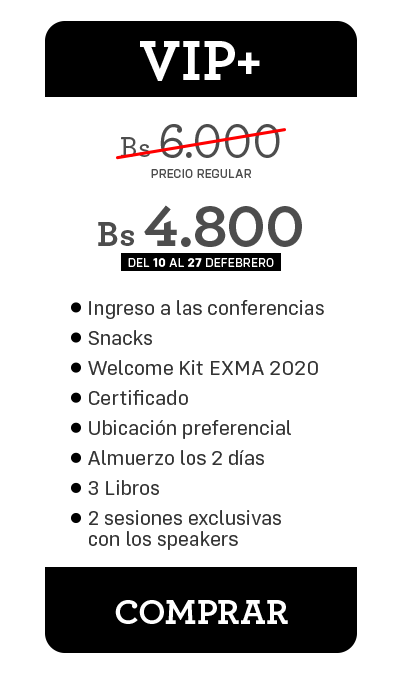 VIP+
Bs 6.000
PRECIO REGULAR
Bs 4.800
DEL 10 AL 27 DEFEBRERO
● Ingreso a las conferencias
● Snacks
● Welcome Kit EXMA 2020
● Certificado
● Ubicación preferencial
● Almuerzo los 2 días
● 3 Libros
● 2 sesiones exclusivas
con los speakers
COMPRAR